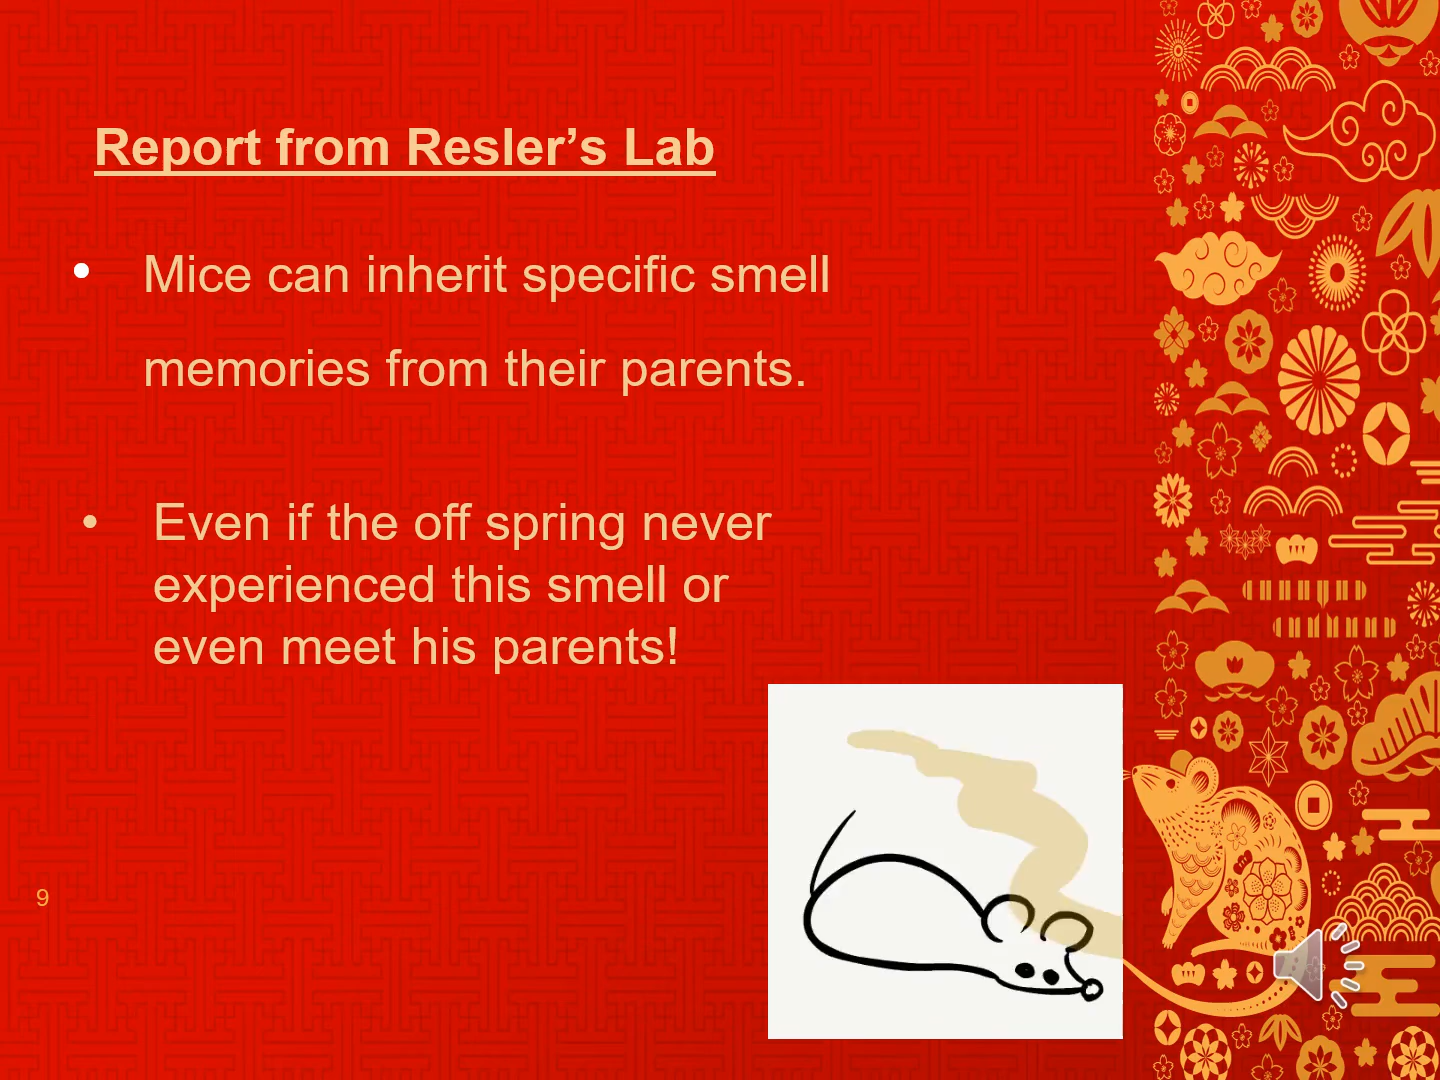 Report from Resler’s Lab
• Mice can inherit specific smell
memories from their parents.
• Even if the off spring never
experienced this smell or
even meet his parents!
9